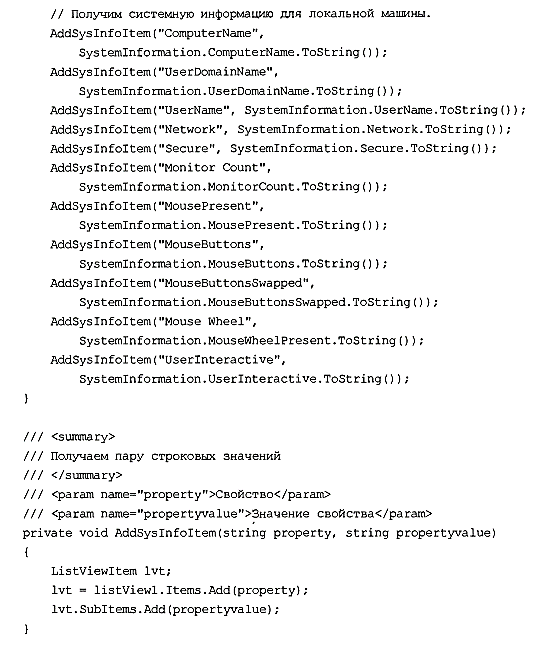 // Получим системную информацию для локальной машины.
AddSysInfoItem("ComputerName",
SystemInformation.ComputerName.ToString());
AddSysInfoItem("UserDomainName",
SystemInformation.UserDomainName.ToString());
AddSysInfoItem("UserName", SystemInformation.UserName.ToString());
AddSysInfoItem("Network", SystemInformation.Network.ToString());
AddSysInfoItem("Secure", SystemInformation.Secure.ToString());
AddSysInfoItem("Monitor Count",
SystemInformation.MonitorCount.ToString());
AddSysInfoItem("MousePresent",
SystemInformation.MousePresent.ToString());
AddSysInfoItem("MouseButtons",
SystemInformation.MouseButtons.ToString());
AddSysInfoItem("MouseButtonsSwapped",
SystemInformation.MouseButtonsSwapped.ToString());
AddSysInfoItem("Mouse Wheel",
SystemInformation.MouseWheelPresent.ToString());
AddSysInfoItem("UserInteractive",
SystemInformation.UserInteractive.ToString());
}
/// <summary>
/// Получаем пару строковых значений
/// </summary>
/// <param name="property">Свойство</param>
/// <param name="propertyvalue">Значение свойства</param>
private void AddSysInfoItem(string property, string propertyvalue)
{
ListViewItem lvt;
lvt = listView1.Items.Add(property);
lvt.SubItems.Add(propertyvalue);
}